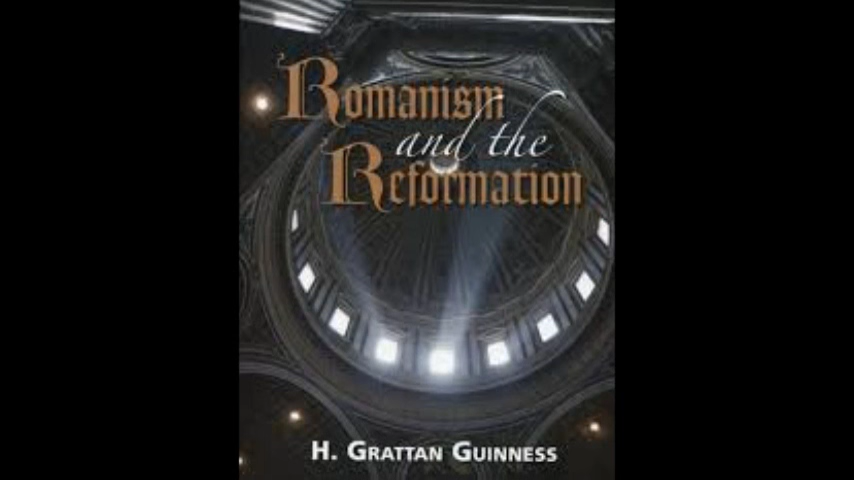 Romanism
and the
Reformation
H. GRATTAN GUINNESS